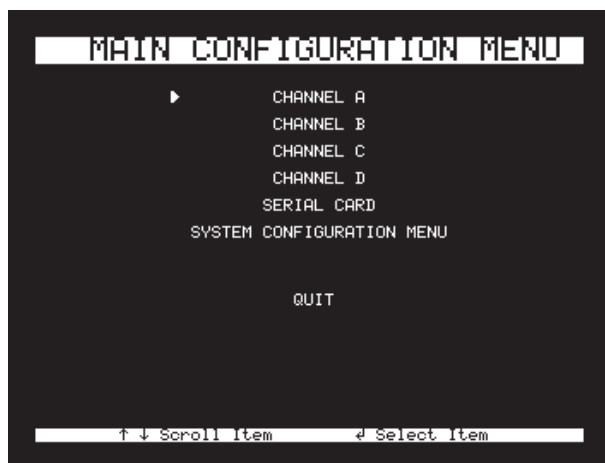 MAIN CONFIGURATION MENU
CHANNEL A
CHANNEL B
CHANNEL C
CHANNEL D
SERIAL CARD
SYSTEM CONFIGURATION MENU
QUIT
↑ ↓ Scroll Item ↲ Select Item